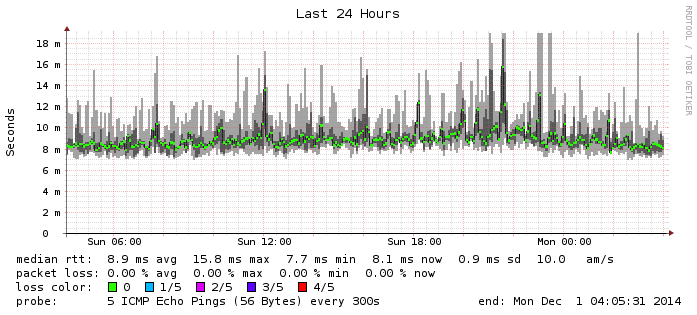 Last 24 Hours
RRDTOOL / TOBI OETIKER
Seconds
18 m
16 m
14 m
12 m
10 m
8 m
6 m
4 m
2 m
0
Sun 06:00 Sun 12:00 Sun 18:00 Mon 00:00
median rtt: 8.9 ms avg 15.8 ms max 7.7 ms min 8.1 ms now 0.9 ms sd 10.0 am/s
packet loss: 0.00 % avg 0.00 % max 0.00 % min 0.00 % now
loss color: 0 1/5 2/5 3/5 4/5
probe: 5 ICMP Echo Pings (56 Bytes) every 300s end: Mon Dec 1 04:05:31 2014